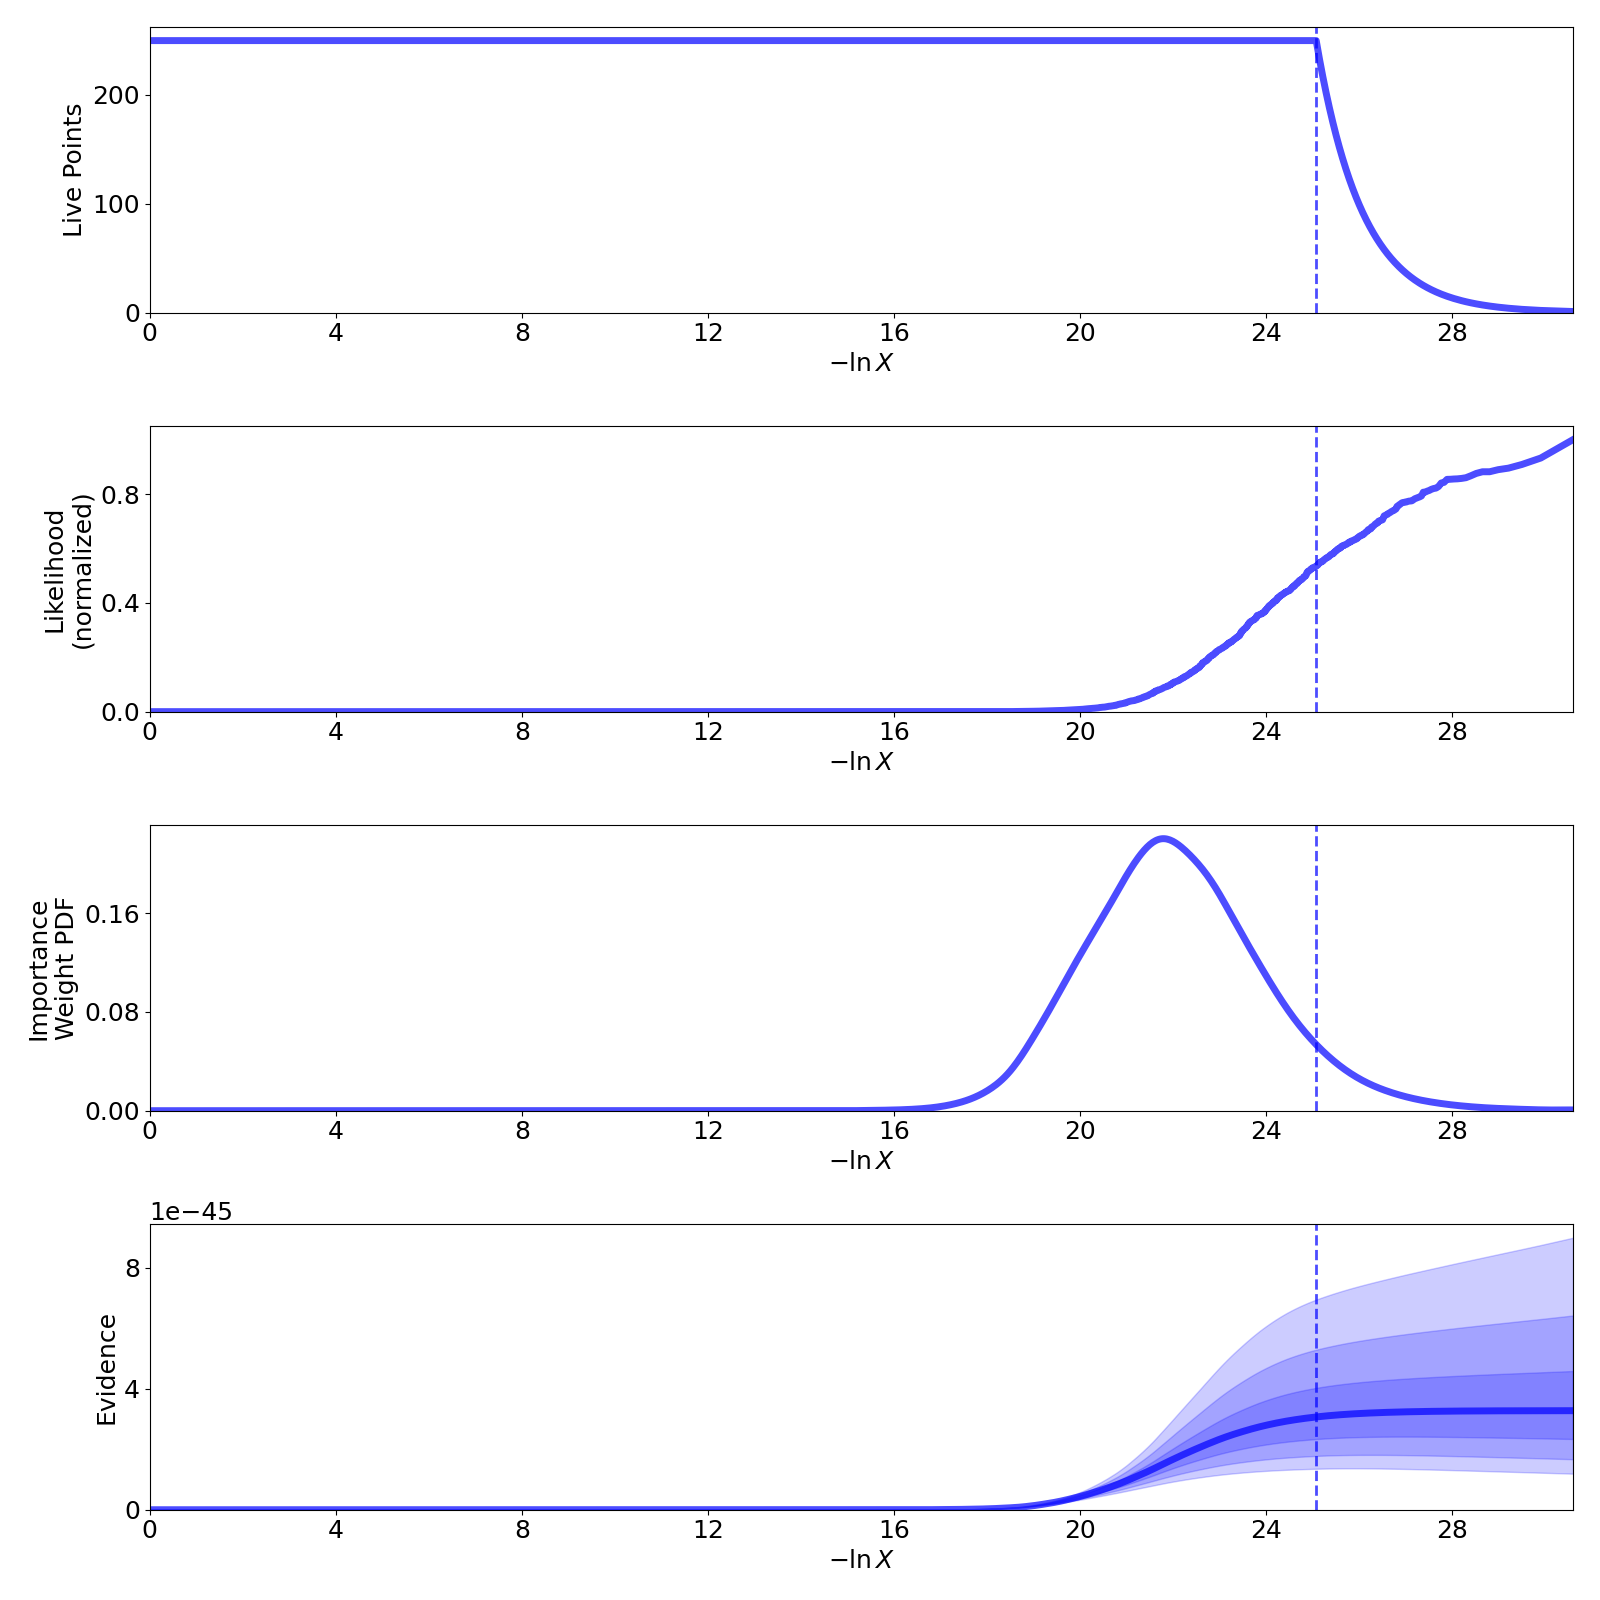 200
100
0
Live Points
0 4 8 12 16 20 24 28
−ln X
0.8
0.4
0.0
Likelihood
(normalized)
0 4 8 12 16 20 24 28
−ln X
0.16
0.08
0.00
Importance
Weight PDF
0 4 8 12 16 20 24 28
−ln X
1e−45
8
4
0
Evidence
0 4 8 12 16 20 24 28
−ln X